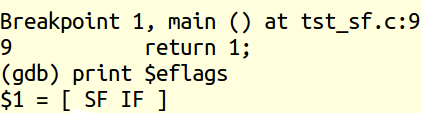 Breakpoint 1, main () at tst_sf.c:9
9         return 1;
(gdb) print $eflags
$1 = [ SF IF ]